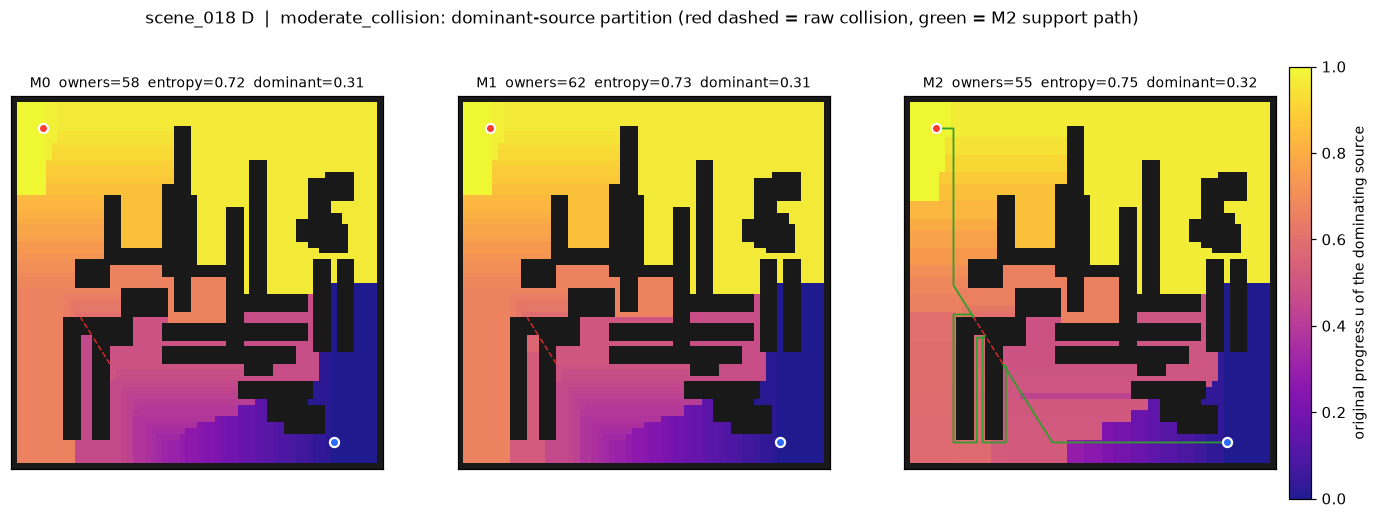 scene_018 D | moderate_collision: dominant-source partition (red dashed = raw collision, green = M2 support path)
M0 owners=58 entropy=0.72 dominant=0.31
M1 owners=62 entropy=0.73 dominant=0.31
M2 owners=55 entropy=0.75 dominant=0.32
1.0
0.8
0.6
0.4
0.2
0.0
original progress u of the dominating source